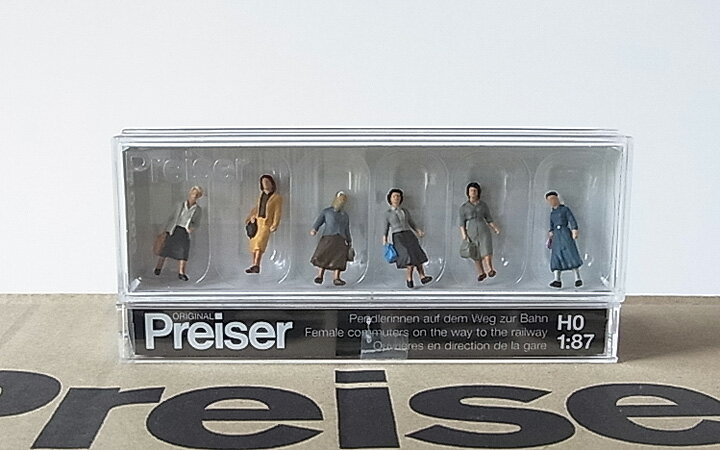 Preiser
ORIGINAL
Preiser
Pendlerinnen auf dem Weg zur Bahn
Female commuters on the way to the railway
Ouvrières en direction de la gare
H0
1:87
Preise